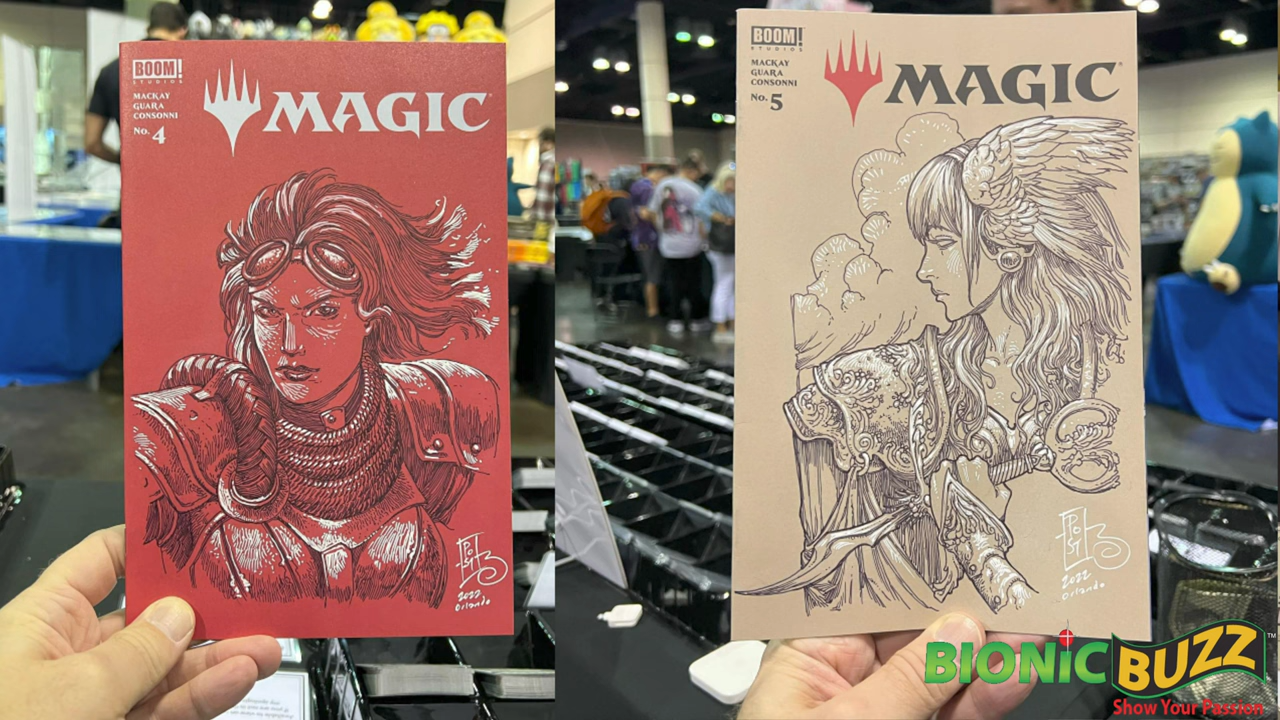 BOOM!
STUDIOS
MACKAY
GUARA
CONSONNI
No. 4
MAGIC
2022
Orlando
BOOM!
STUDIOS
MACKAY
GUARA
CONSONNI
No. 5
MAGIC
2022
Orlando
BIONiC BUZZ™
Show Your Passion